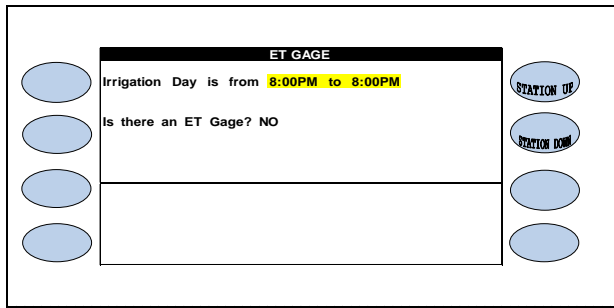 ET GAGE
Irrigation Day is from 8:00PM to 8:00PM
STATION UP
Is there an ET Gage? NO
STATION DOWN